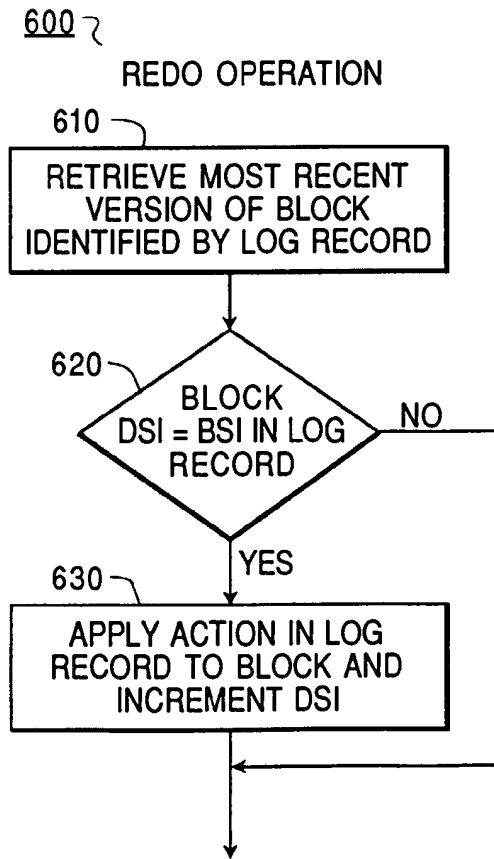 600
REDO OPERATION
610
RETRIEVE MOST RECENT
VERSION OF BLOCK
IDENTIFIED BY LOG RECORD
620
BLOCK
DSI = BSI IN LOG
RECORD
NO
YES
630
APPLY ACTION IN LOG
RECORD TO BLOCK AND
INCREMENT DSI